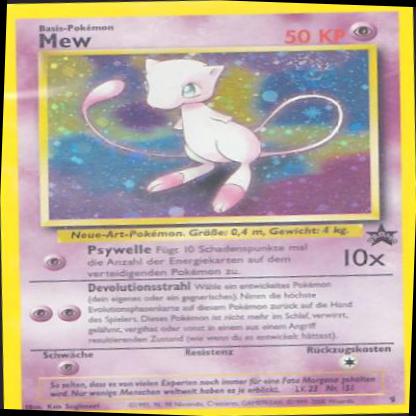 Basis-Pokémon
Mew
50 KP
Neue-Art-Pokémon. Größe: 0,4 m, Gewicht: 4 kg.
Psywelle Fügt 10 Schadenspunkte mal
die Anzahl der Energiekarten auf dem
verteidigenden Pokémon zu.
10x
Devolutionsstrahl Wähle ein entwickeltes Pokémon
(dein eigenes oder ein gegnerisches). Nimm die höchste
Evolutionsphasenkarte auf diesem Pokémon zurück auf die Hand
des Spielers. Dieses Pokémon ist nicht mehr im Schlaf, verwirrt,
gelähmt, vergiftet oder sonst in einem aus einem Angriff
resultierenden Zustand (wie wenn du es entwickelt hättest).
Schwäche
Resistenz
Rückzugskosten
So selten, dass es von vielen Experten noch immer für eine Fata Morgana gehalten
wird. Nur wenige Menschen weltweit haben es je erblickt. LV. 23 Nr. 151
Ken Sugimori
9